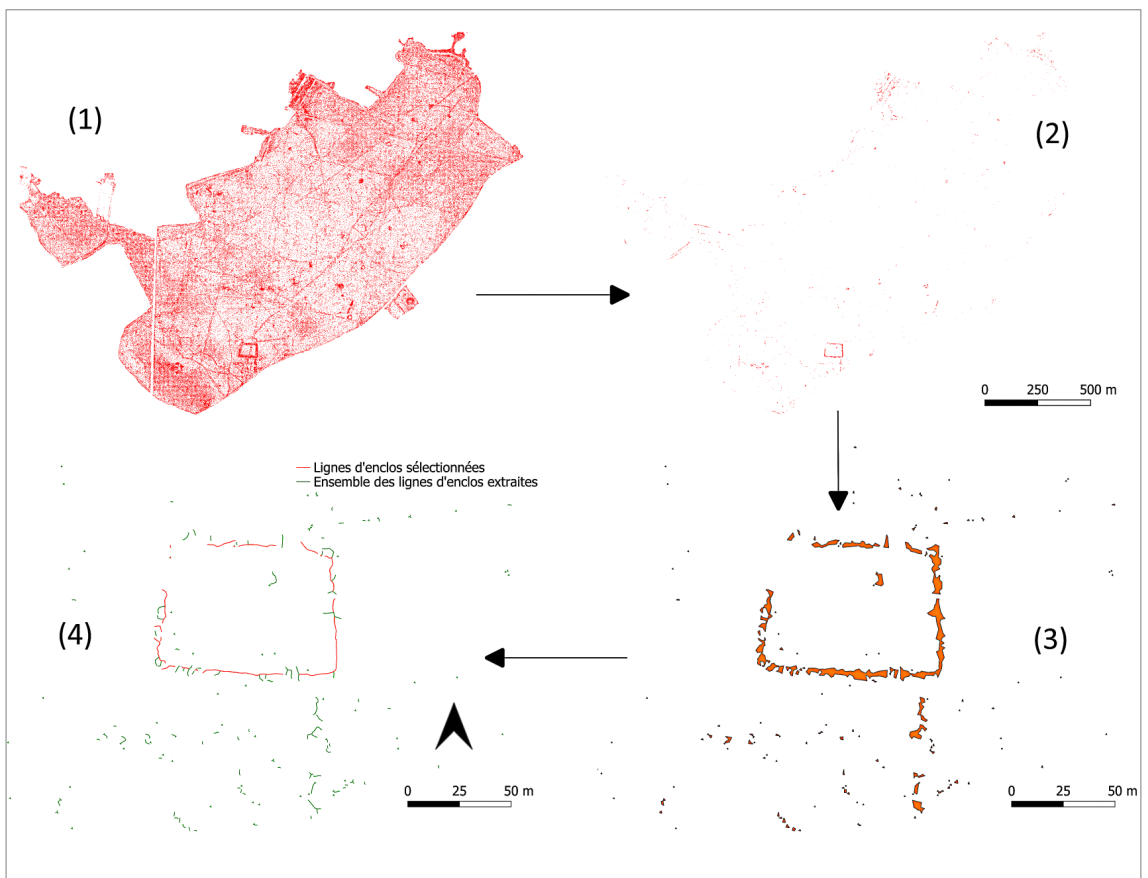 (1)
(2)
0 250 500 m
Lignes d'enclos sélectionnées
Ensemble des lignes d'enclos extraites
(4)
(3)
0 25 50 m
0 25 50 m